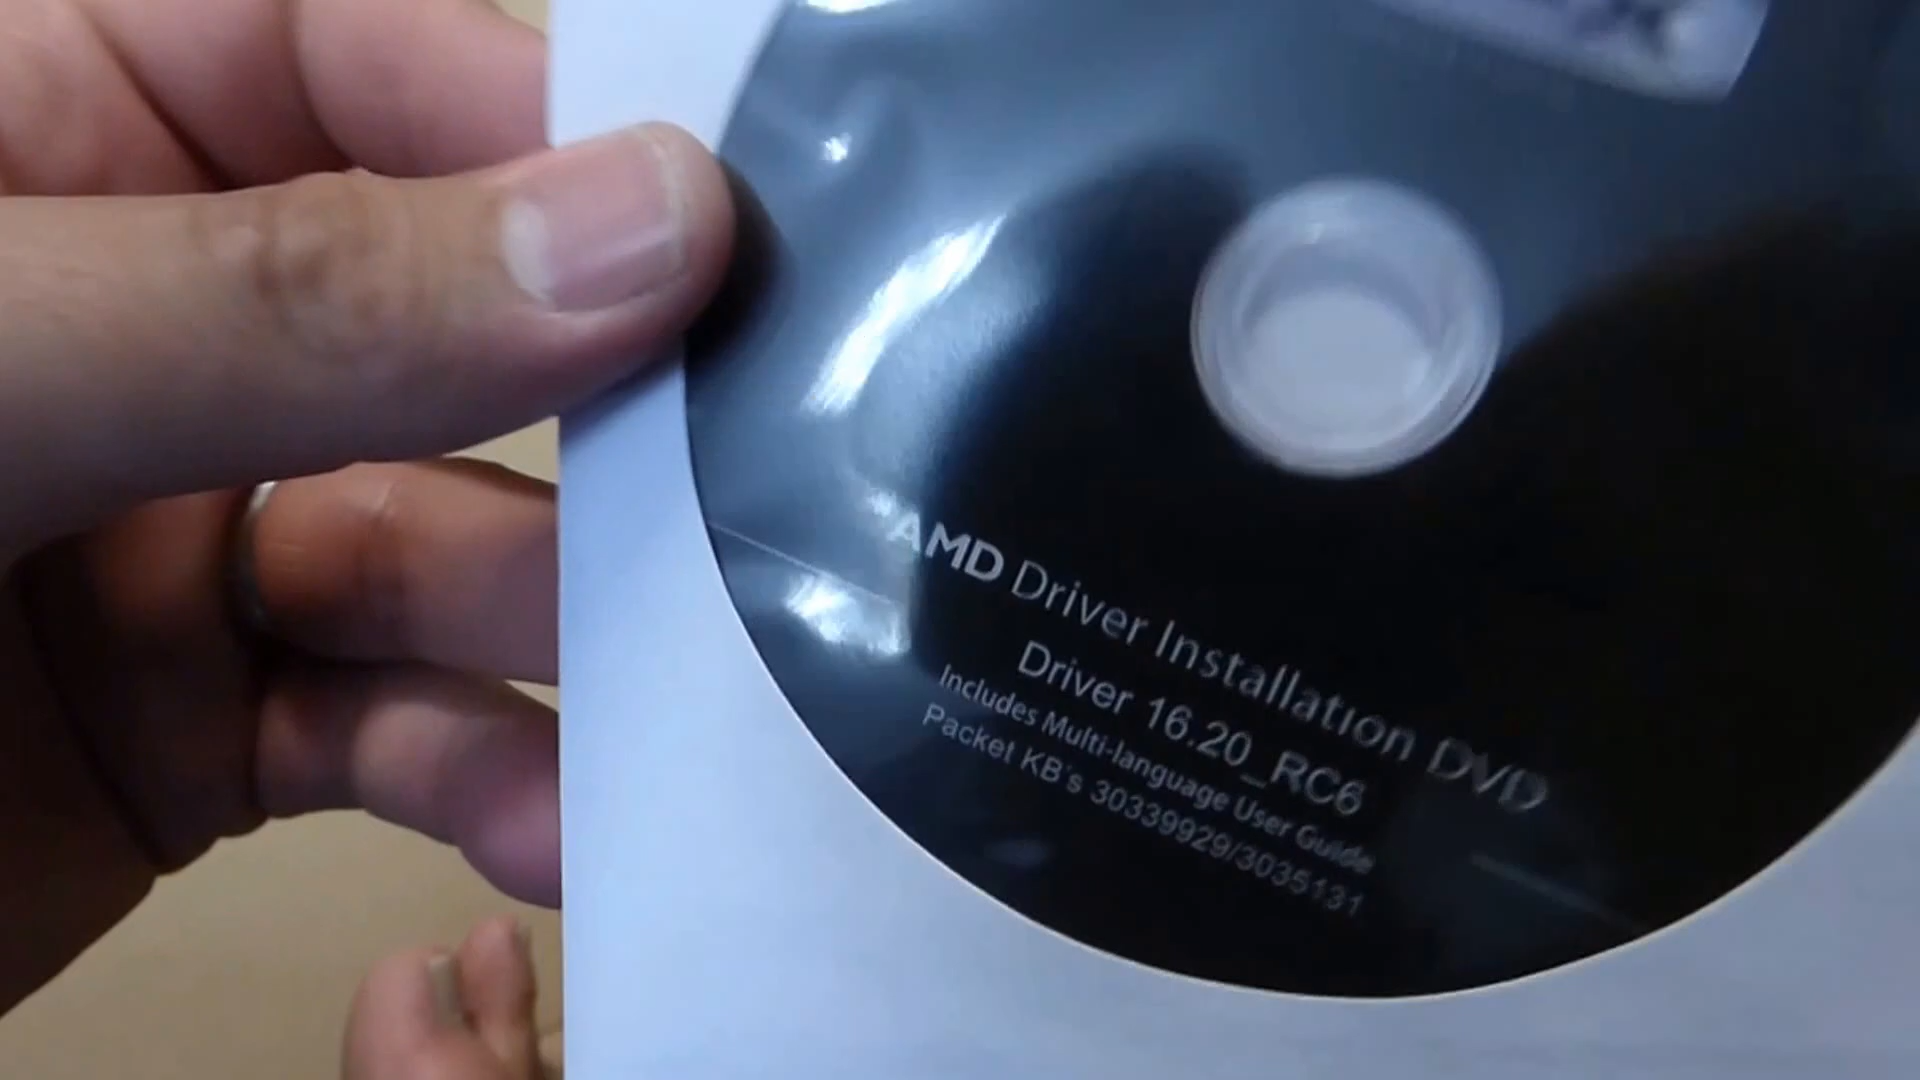 AMD Driver Installation DVD
Driver 16.20_RC6
Includes Multi-language User Guide
Packet KB's 30339929/3035131